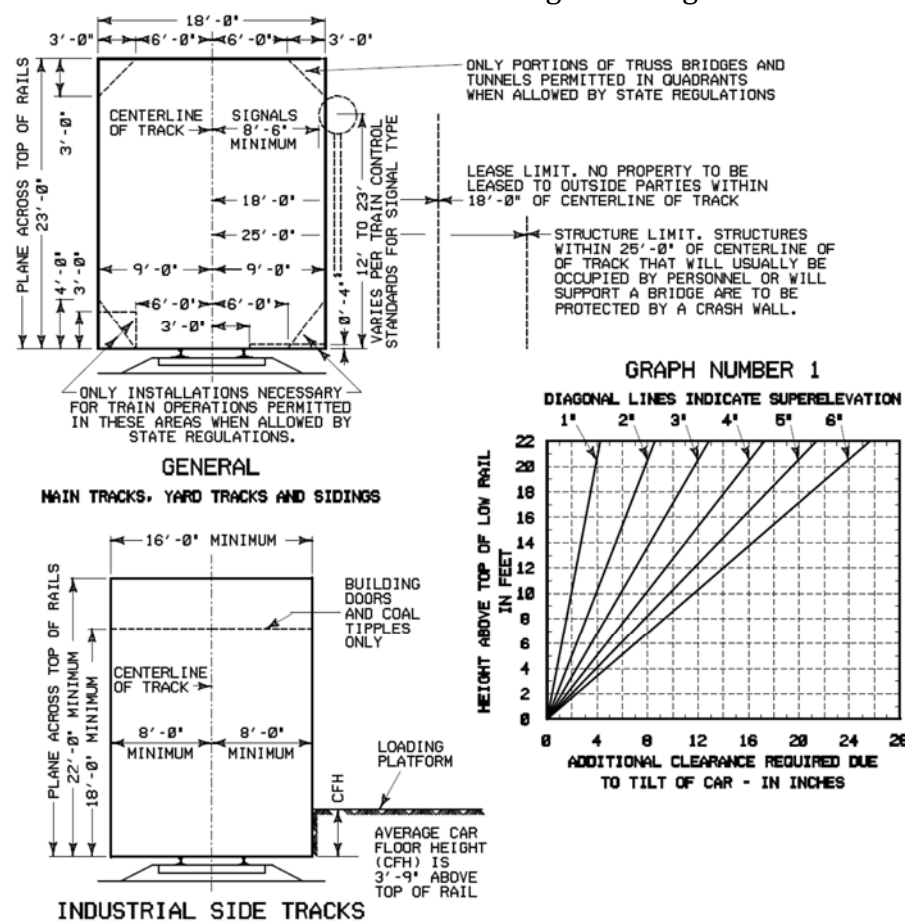 18'-0"
3'-0" 6'-0" 6'-0" 3'-0"
ONLY PORTIONS OF TRUSS BRIDGES AND
TUNNELS PERMITTED IN QUADRANTS
WHEN ALLOWED BY STATE REGULATIONS
PLANE ACROSS TOP OF RAILS
23'-0"
3'-0"
CENTERLINE
OF TRACK
SIGNALS
8'-6"
MINIMUM
18'-0"
25'-0"
9'-0" 9'-0"
4'-0"
3'-0"
6'-0" 6'-0"
3'-0"
0'-4"
12' TO 23'
VARIES PER TRAIN CONTROL
STANDARDS FOR SIGNAL TYPE
LEASE LIMIT. NO PROPERTY TO BE
LEASED TO OUTSIDE PARTIES WITHIN
18'-0" OF CENTERLINE OF TRACK
STRUCTURE LIMIT. STRUCTURES
WITHIN 25'-0" OF CENTERLINE OF
OF TRACK THAT WILL USUALLY BE
OCCUPIED BY PERSONNEL OR WILL
SUPPORT A BRIDGE ARE TO BE
PROTECTED BY A CRASH WALL.
ONLY INSTALLATIONS NECESSARY
FOR TRAIN OPERATIONS PERMITTED
IN THESE AREAS WHEN ALLOWED BY
STATE REGULATIONS.
GENERAL
MAIN TRACKS, YARD TRACKS AND SIDINGS
GRAPH NUMBER 1
DIAGONAL LINES INDICATE SUPERELEVATION
1" 2" 3" 4" 5" 6"
HEIGHT ABOVE TOP OF LOW RAIL
IN FEET
22
20
18
16
14
12
10
8
6
4
2
0
0 4 8 12 16 20 24 28
ADDITIONAL CLEARANCE REQUIRED DUE
TO TILT OF CAR - IN INCHES
16'-0" MINIMUM
PLANE ACROSS TOP OF RAILS
22'-0" MINIMUM
18'-0" MINIMUM
BUILDING
DOORS
AND COAL
TIPPLES
ONLY
CENTERLINE
OF TRACK
8'-0" 8'-0"
MINIMUM MINIMUM
LOADING
PLATFORM
CFH
AVERAGE CAR
FLOOR HEIGHT
(CFH) IS
3'-9" ABOVE
TOP OF RAIL
INDUSTRIAL SIDE TRACKS